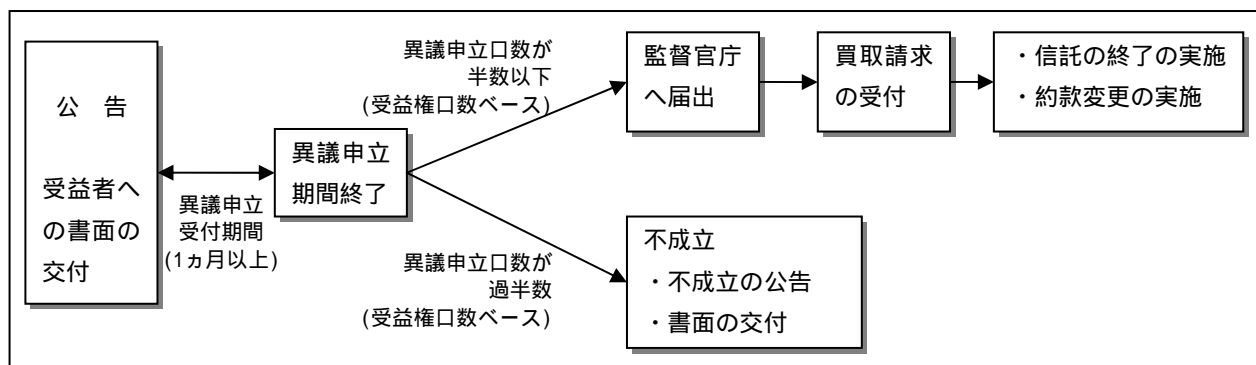 公　告
受益者へ
の書面の
交付
異議申立
受付期間
(1ヵ月以上)
異議申立
期間終了
異議申立口数が
半数以下
(受益権口数ベース)
監督官庁
へ届出
買取請求
の受付
・信託の終了の実施
・約款変更の実施
異議申立口数が
過半数
(受益権口数ベース)
不成立
・不成立の公告
・書面の交付